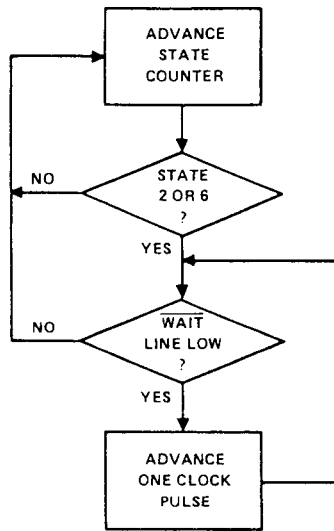 ADVANCE
STATE
COUNTER
NO
STATE
2 OR 6
?
YES
NO
WAIT
LINE LOW
?
YES
ADVANCE
ONE CLOCK
PULSE